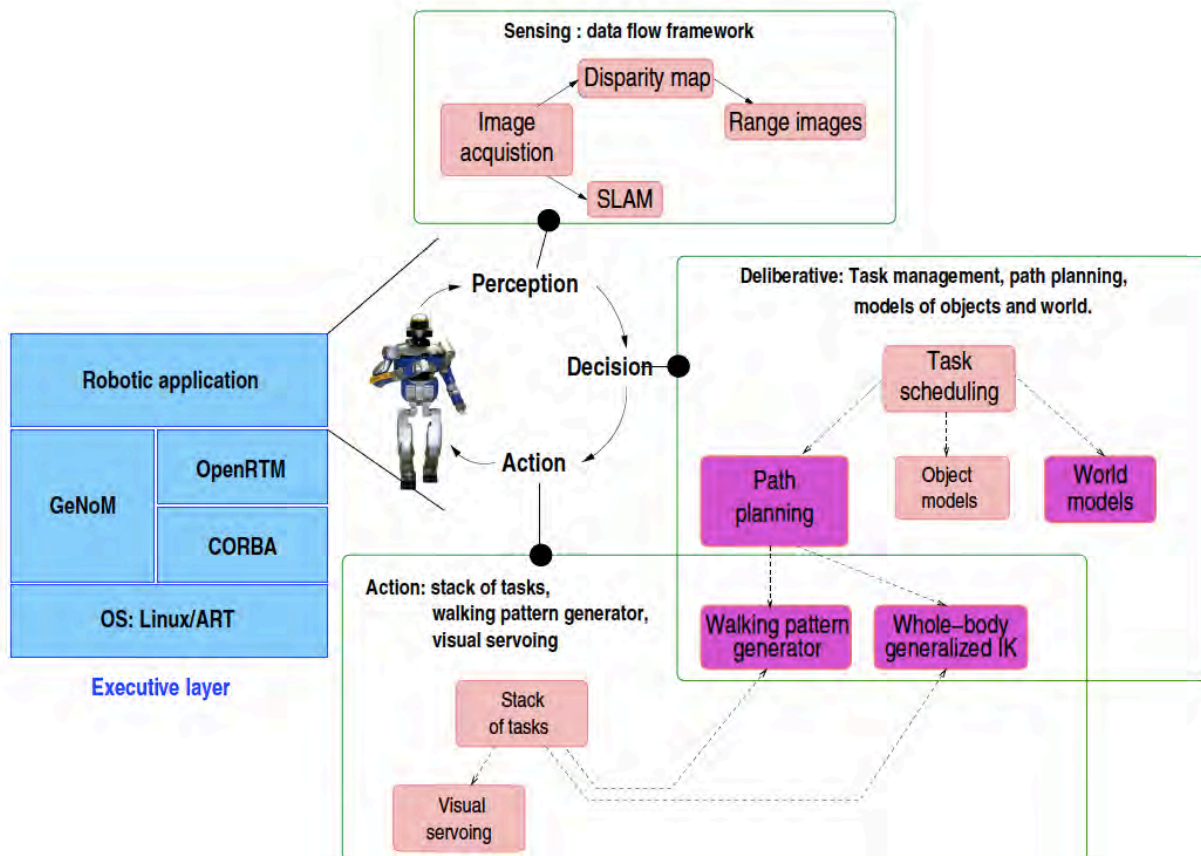 Sensing : data flow framework
Disparity map
Image
acquistion
Range images
SLAM
Perception
Deliberative: Task management, path planning,
models of objects and world.
Decision
Task
scheduling
Robotic application
Action
OpenRTM
GeNoM
CORBA
OS: Linux/ART
Executive layer
Path
planning
Object
models
World
models
Action: stack of tasks,
walking pattern generator,
visual servoing
Walking pattern
generator
Whole–body
generalized IK
Stack
of tasks
Visual
servoing